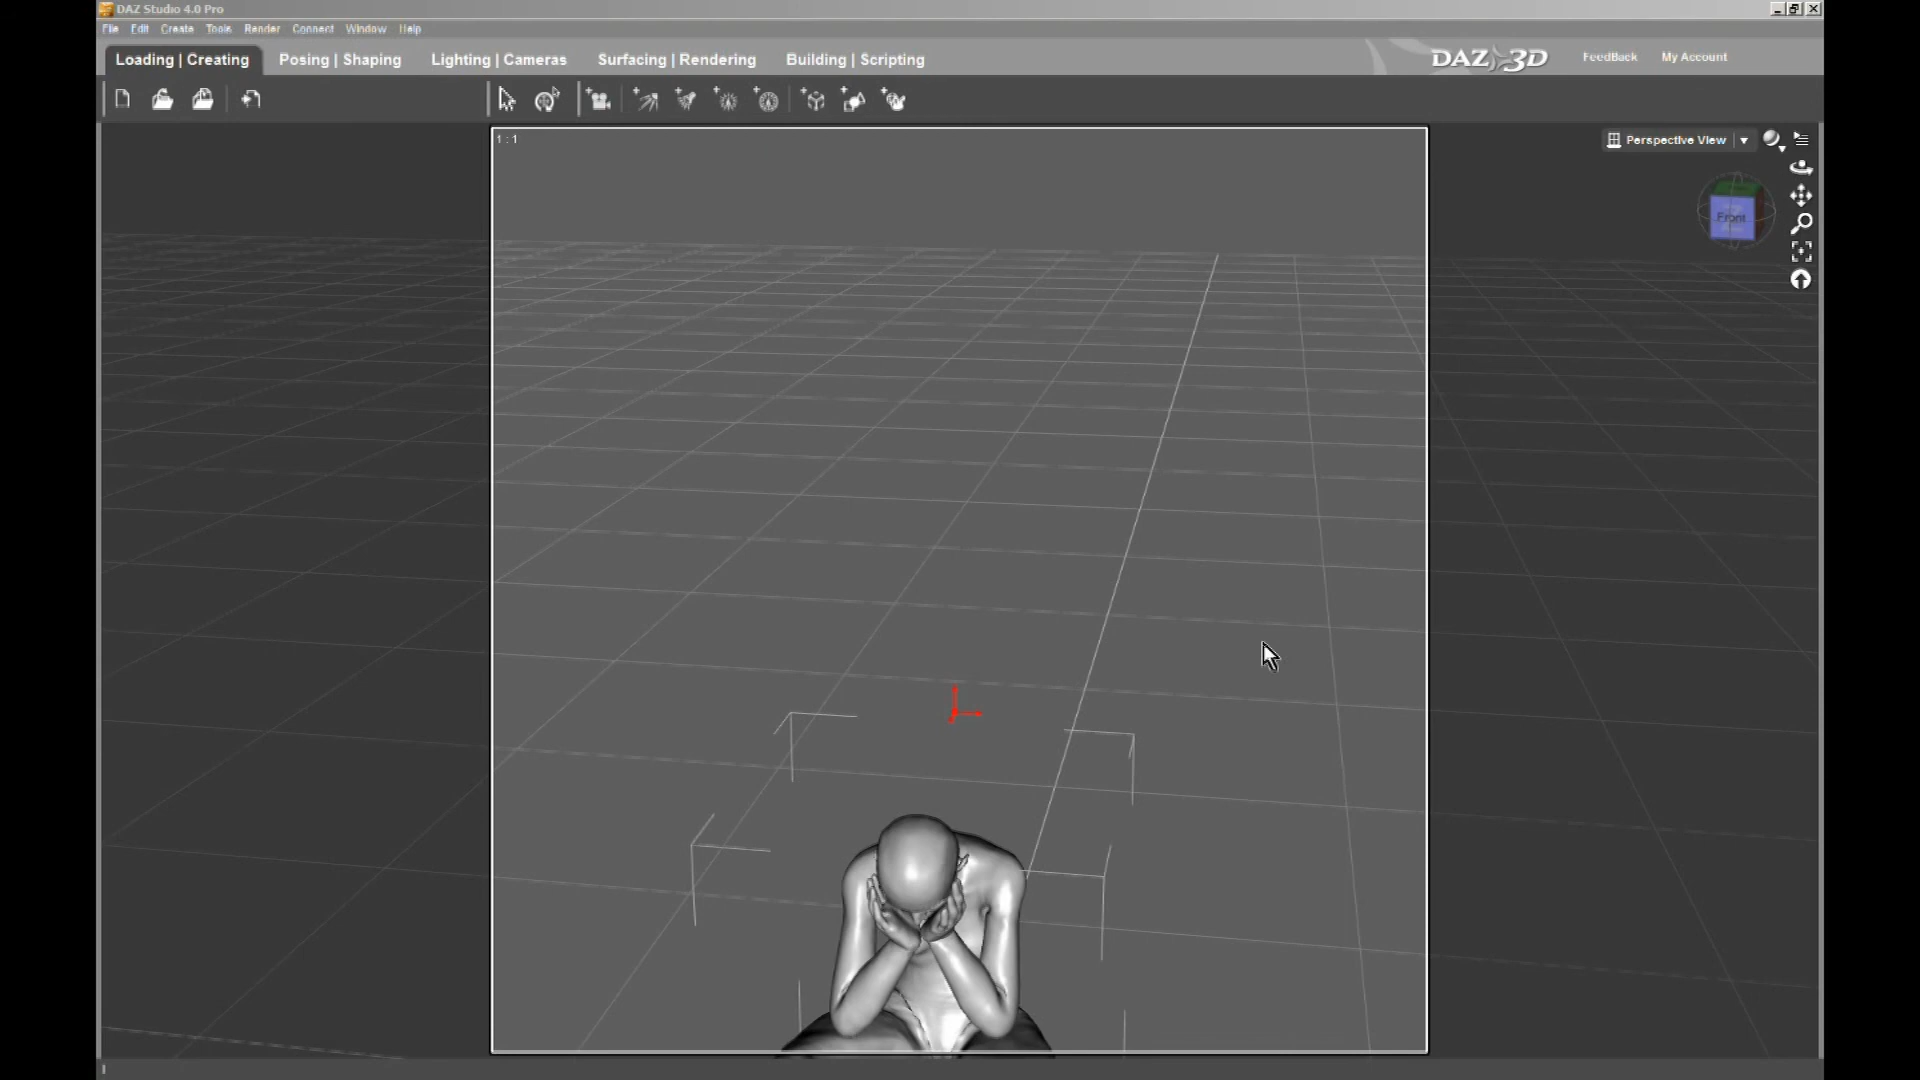 DAZ Studio 4.0 Pro
File Edit Create Tools Render Connect Window Help
Loading | Creating Posing | Shaping Lighting | Cameras Surfacing | Rendering Building | Scripting DAZ 3D FeedBack My Account
1 : 1
Perspective View
Front